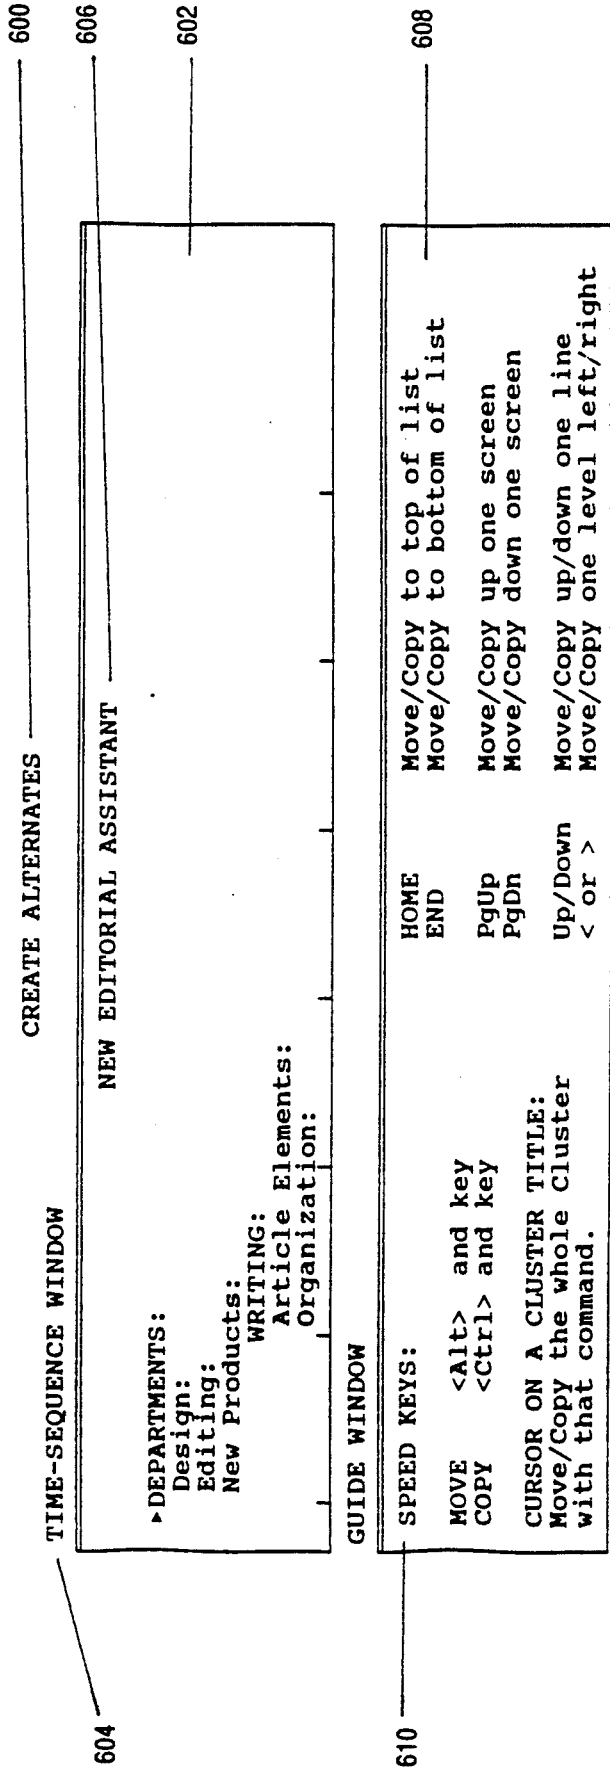 CREATE ALTERNATES 600
TIME-SEQUENCE WINDOW
604
NEW EDITORIAL ASSISTANT 606
602
▸DEPARTMENTS:
Design:
Editing:
New Products:
WRITING:
Article Elements:
Organization:
GUIDE WINDOW
610
608
SPEED KEYS: HOME Move/Copy to top of list
END Move/Copy to bottom of list
MOVE <Alt> and key
COPY <Ctrl> and key PgUp Move/Copy up one screen
PgDn Move/Copy down one screen
CURSOR ON A CLUSTER TITLE:
Move/Copy the whole Cluster Up/Down Move/Copy up/down one line
with that command. < or > Move/Copy one level left/right